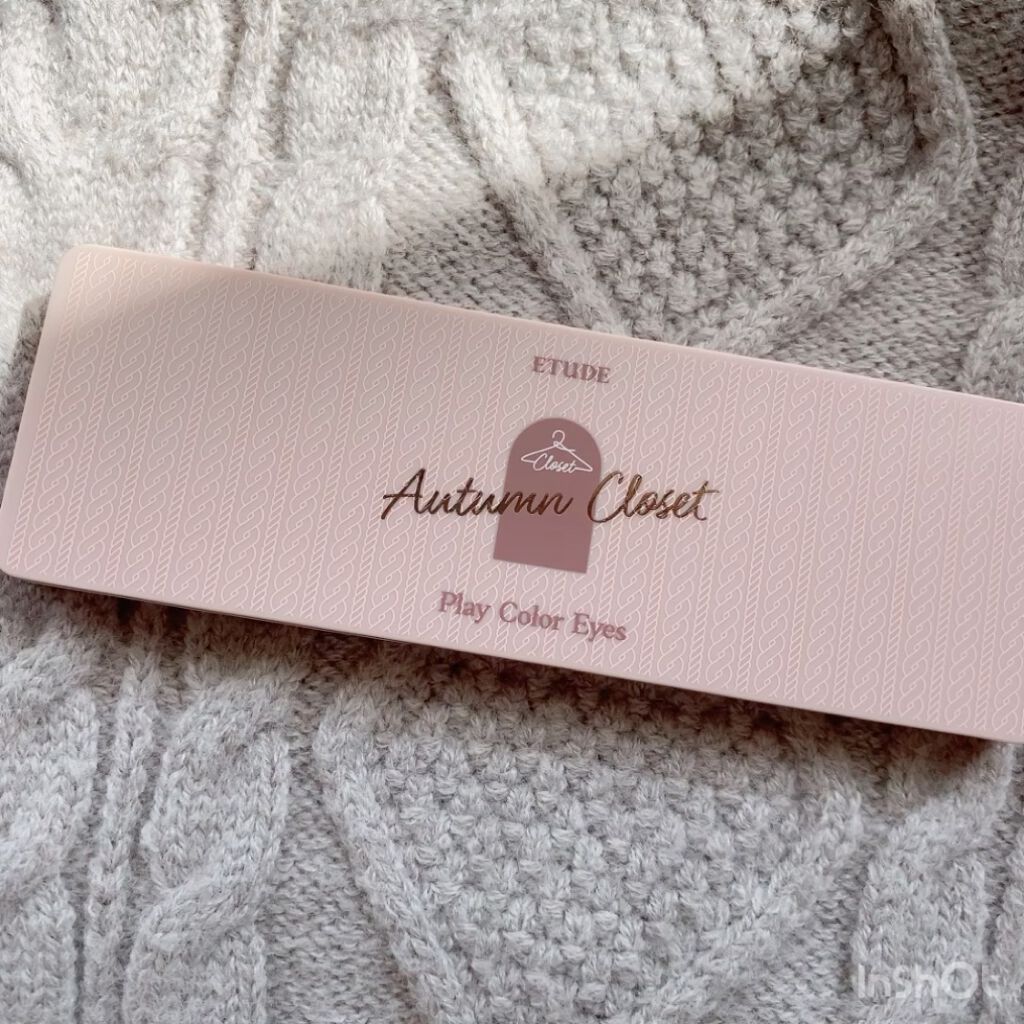 ETUDE
Closet
Autumn Closet
Play Color Eyes
InShOt